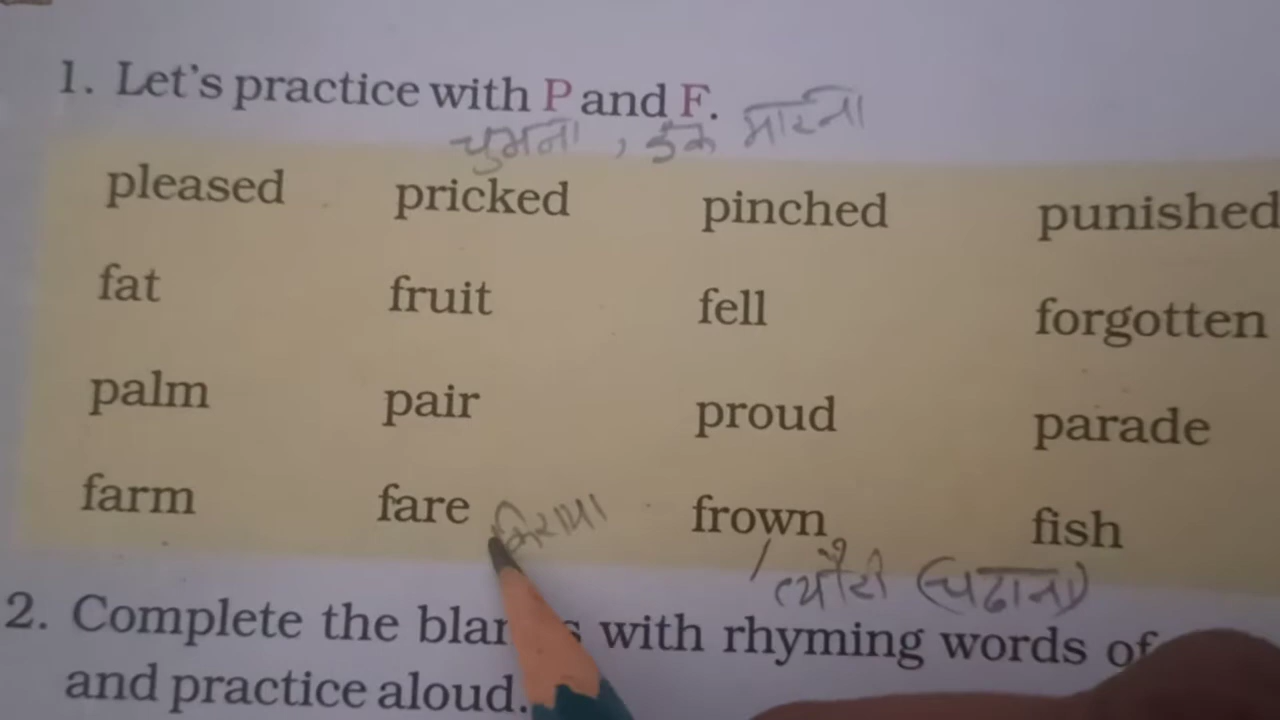 1. Let's practice with P and F.
चुभना , डंक मारना
pleased pricked pinched punished
fat fruit fell forgotten
palm pair proud parade
farm fare किराया frown fish
त्यौरी (चढाना)
2. Complete the with rhyming words of
and practice aloud.